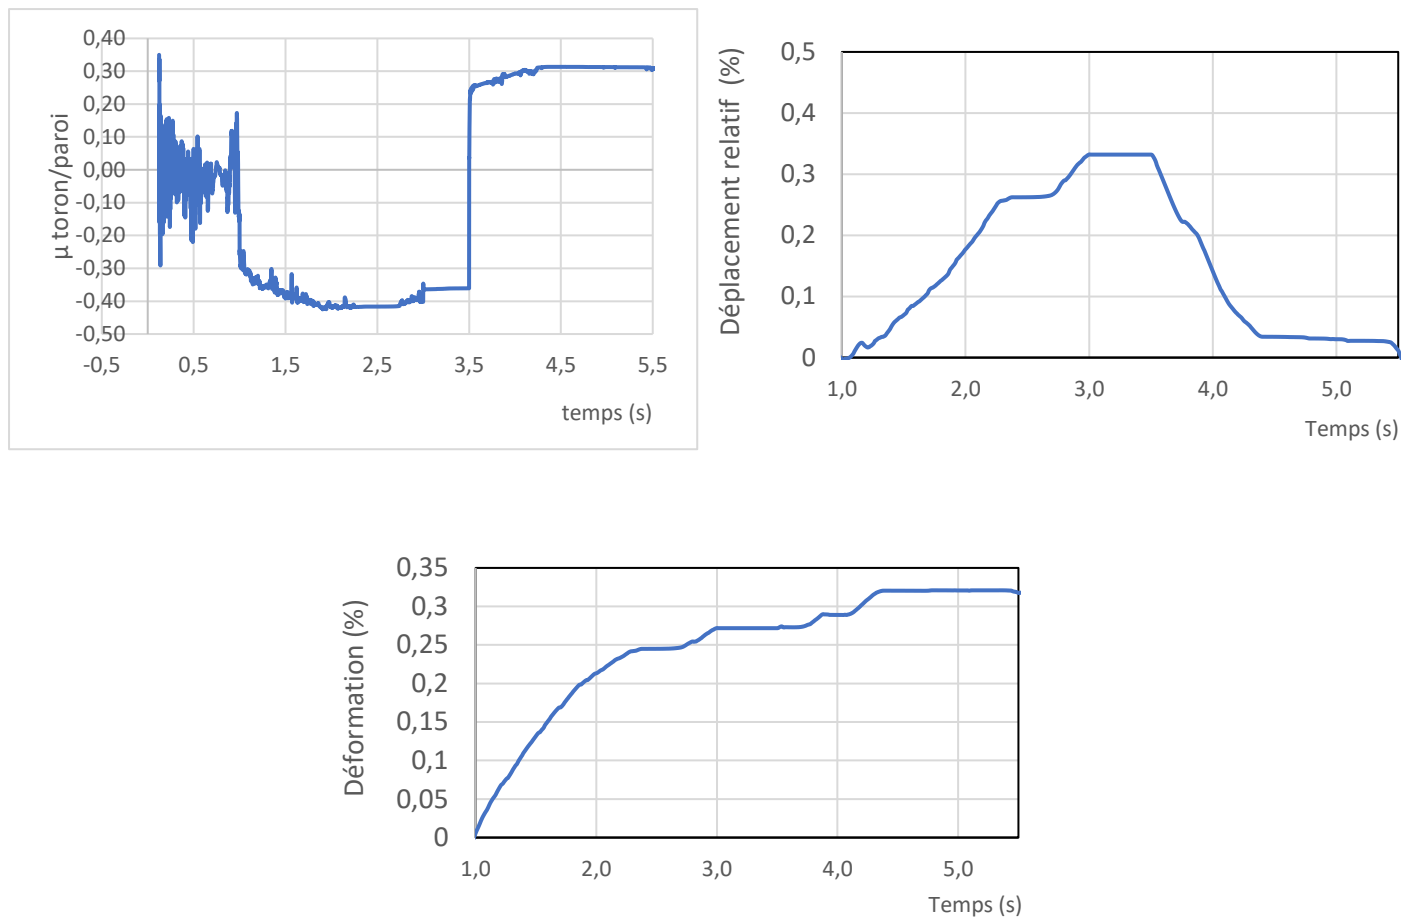 0,40
0,30
0,20
0,10
0,00
-0,10
-0,20
-0,30
-0,40
-0,50
µ toron/paroi
-0,5 0,5 1,5 2,5 3,5 4,5 5,5
temps (s)
0,5
0,4
0,3
0,2
0,1
0
Déplacement relatif (%)
1,0 2,0 3,0 4,0 5,0
Temps (s)
0,35
0,3
0,25
0,2
0,15
0,1
0,05
0
Déformation (%)
1,0 2,0 3,0 4,0 5,0
Temps (s)